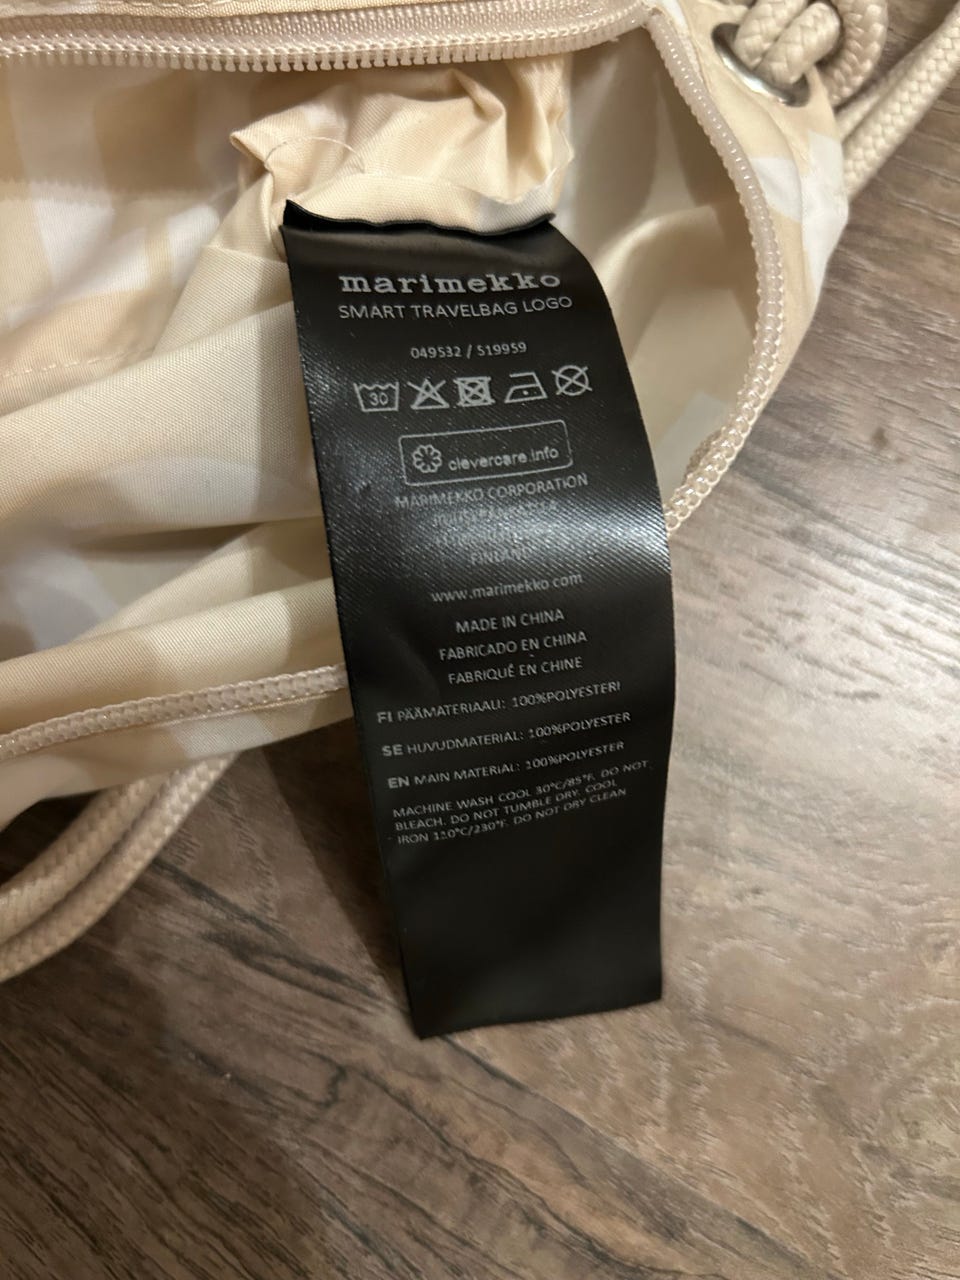 marimekko
SMART TRAVELBAG LOGO
049532 / S19959
30
clevercare.info
MARIMEKKO CORPORATION
FINLAND
www.marimekko.com
MADE IN CHINA
FABRICADO EN CHINA
FABRIQUÉ EN CHINE
FI PÄÄMATERIAALI: 100%POLYESTERI
SE HUVUDMATERIAL: 100%POLYESTER
EN MAIN MATERIAL: 100%POLYESTER
MACHINE WASH COOL 30°C/85°F. DO NOT
BLEACH. DO NOT TUMBLE DRY. COOL
IRON 110°C/230°F. DO NOT DRY CLEAN